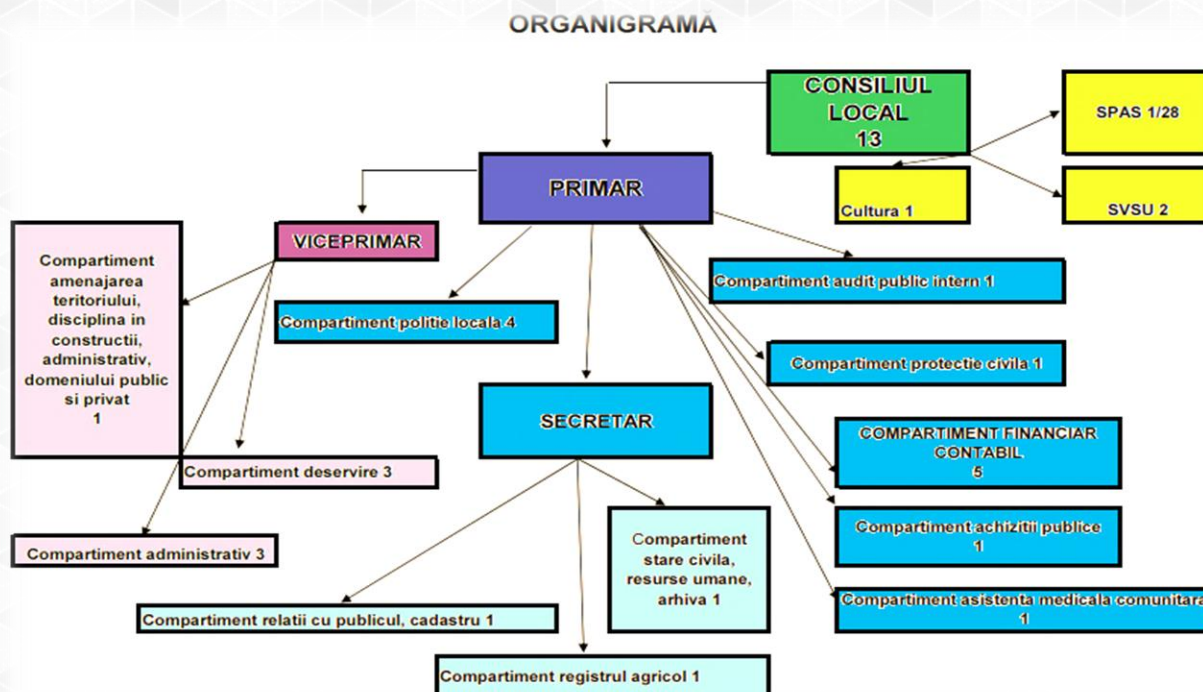 ORGANIGRAMĂ
CONSILIUL
LOCAL
13
SPAS 1/28
PRIMAR
Cultura 1
SVSU 2
VICEPRIMAR
Compartiment
amenajarea
teritoriului,
disciplina in
constructii,
administrativ,
domeniului public
si privat
1
Compartiment audit public intern 1
Compartiment politie locala 4
Compartiment protectie civila 1
SECRETAR
COMPARTIMENT FINANCIAR
CONTABIL
5
Compartiment deservire 3
Compartiment achizitii publice
1
Compartiment administrativ 3
Compartiment
stare civila,
resurse umane,
arhiva 1
Compartiment asistenta medicala comunitara
1
Compartiment relatii cu publicul, cadastru 1
Compartiment registrul agricol 1